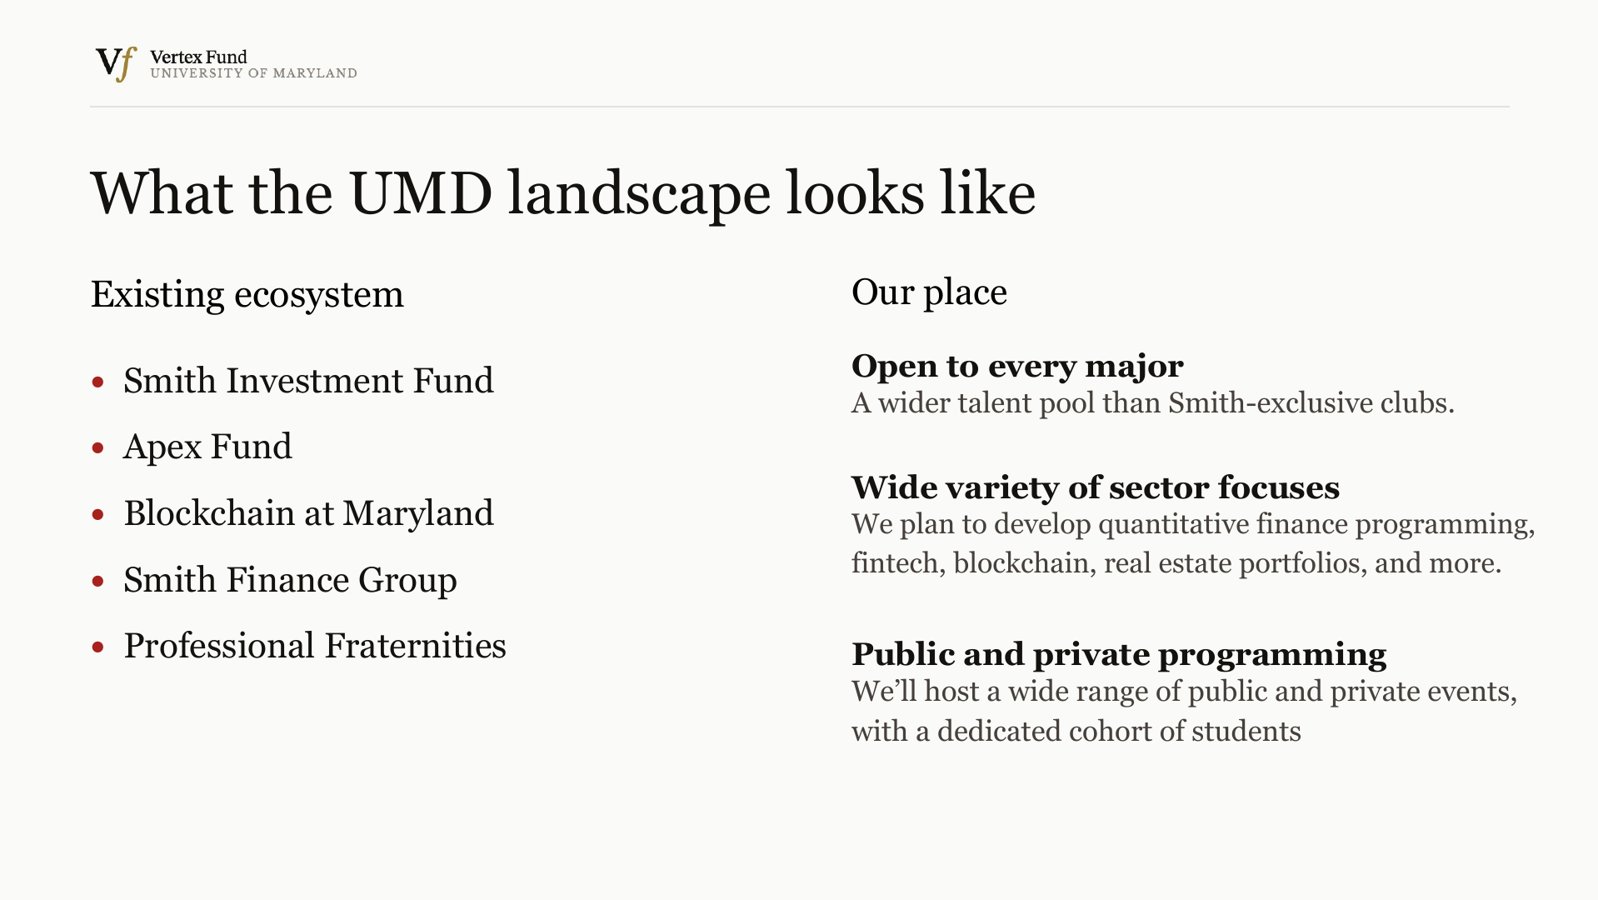 Vf Vertex Fund
UNIVERSITY OF MARYLAND
What the UMD landscape looks like
Existing ecosystem
• Smith Investment Fund
• Apex Fund
• Blockchain at Maryland
• Smith Finance Group
• Professional Fraternities
Our place
Open to every major
A wider talent pool than Smith-exclusive clubs.
Wide variety of sector focuses
We plan to develop quantitative finance programming,
fintech, blockchain, real estate portfolios, and more.
Public and private programming
We’ll host a wide range of public and private events,
with a dedicated cohort of students